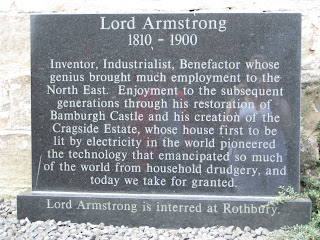 Lord Armstrong
1810 - 1900
Inventor, Industrialist, Benefactor whose
genius brought much employment to the
North East. Enjoyment to the subsequent
generations through his restoration of
Bamburgh Castle and his creation of the
Cragside Estate, whose house first to be
lit by electricity in the world pioneered
the technology that emancipated so much
of the world from household drudgery, and
today we take for granted.
Lord Armstrong is interred at Rothbury.